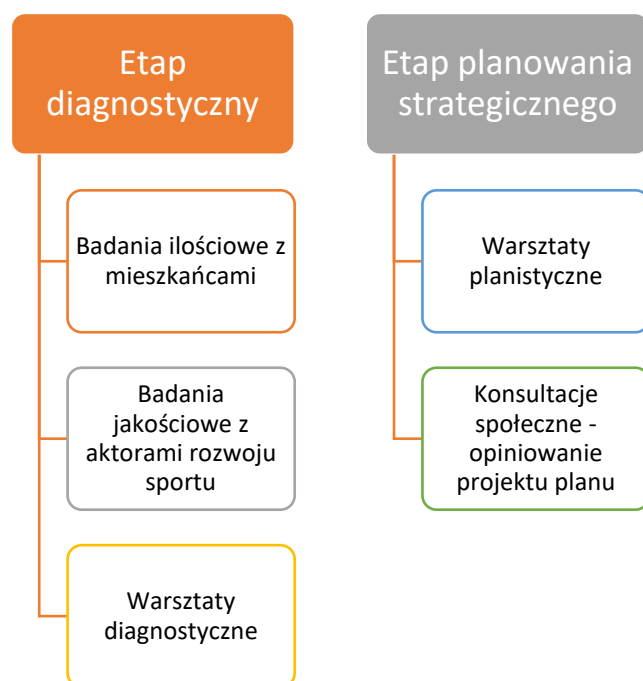 Etap
diagnostyczny
Badania ilościowe z
mieszkańcami
Badania
jakościowe z
aktorami rozwoju
sportu
Warsztaty
diagnostyczne
Etap planowania
strategicznego
Warsztaty
planistyczne
Konsultacje
społeczne -
opiniowanie
projektu planu